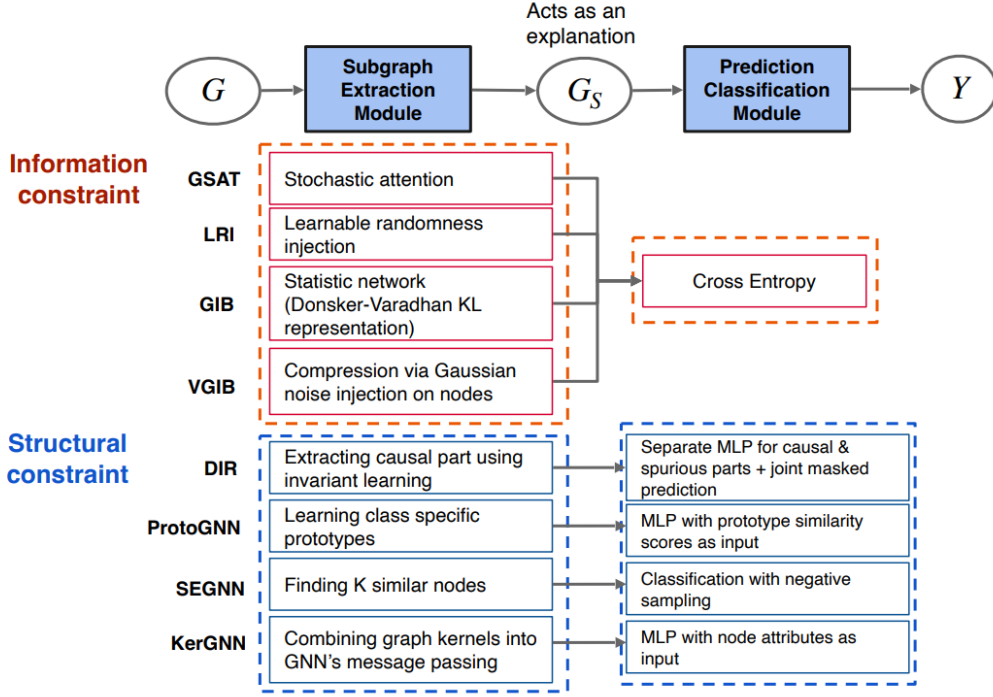 Acts as an
explanation
G
Subgraph
Extraction
Module
G_S
Prediction
Classification
Module
Y
Information
constraint
GSAT
Stochastic attention
LRI
Learnable randomness
injection
GIB
Statistic network
(Donsker-Varadhan KL
representation)
VGIB
Compression via Gaussian
noise injection on nodes
Cross Entropy
Structural
constraint
DIR
Extracting causal part using
invariant learning
Separate MLP for causal &
spurious parts + joint masked
prediction
ProtoGNN
Learning class specific
prototypes
MLP with prototype similarity
scores as input
SEGNN
Finding K similar nodes
Classification with negative
sampling
KerGNN
Combining graph kernels into
GNN's message passing
MLP with node attributes as
input